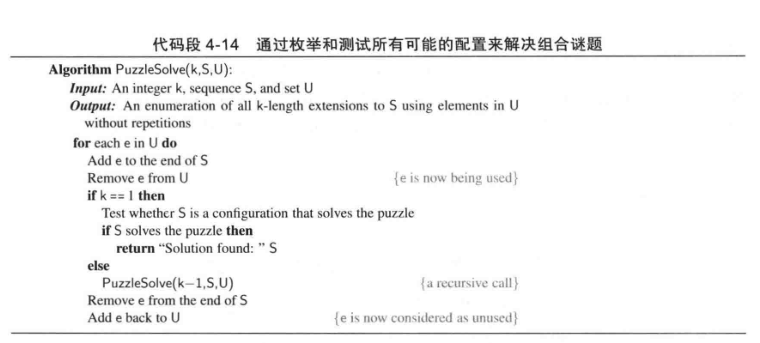 代码段 4-14 通过枚举和测试所有可能的配置来解决组合谜题
Algorithm PuzzleSolve(k,S,U):
Input: An integer k, sequence S, and set U
Output: An enumeration of all k-length extensions to S using elements in U
without repetitions
for each e in U do
Add e to the end of S
Remove e from U {e is now being used}
if k == 1 then
Test whether S is a configuration that solves the puzzle
if S solves the puzzle then
return “Solution found: ” S
else
PuzzleSolve(k−1,S,U) {a recursive call}
Remove e from the end of S
Add e back to U {e is now considered as unused}